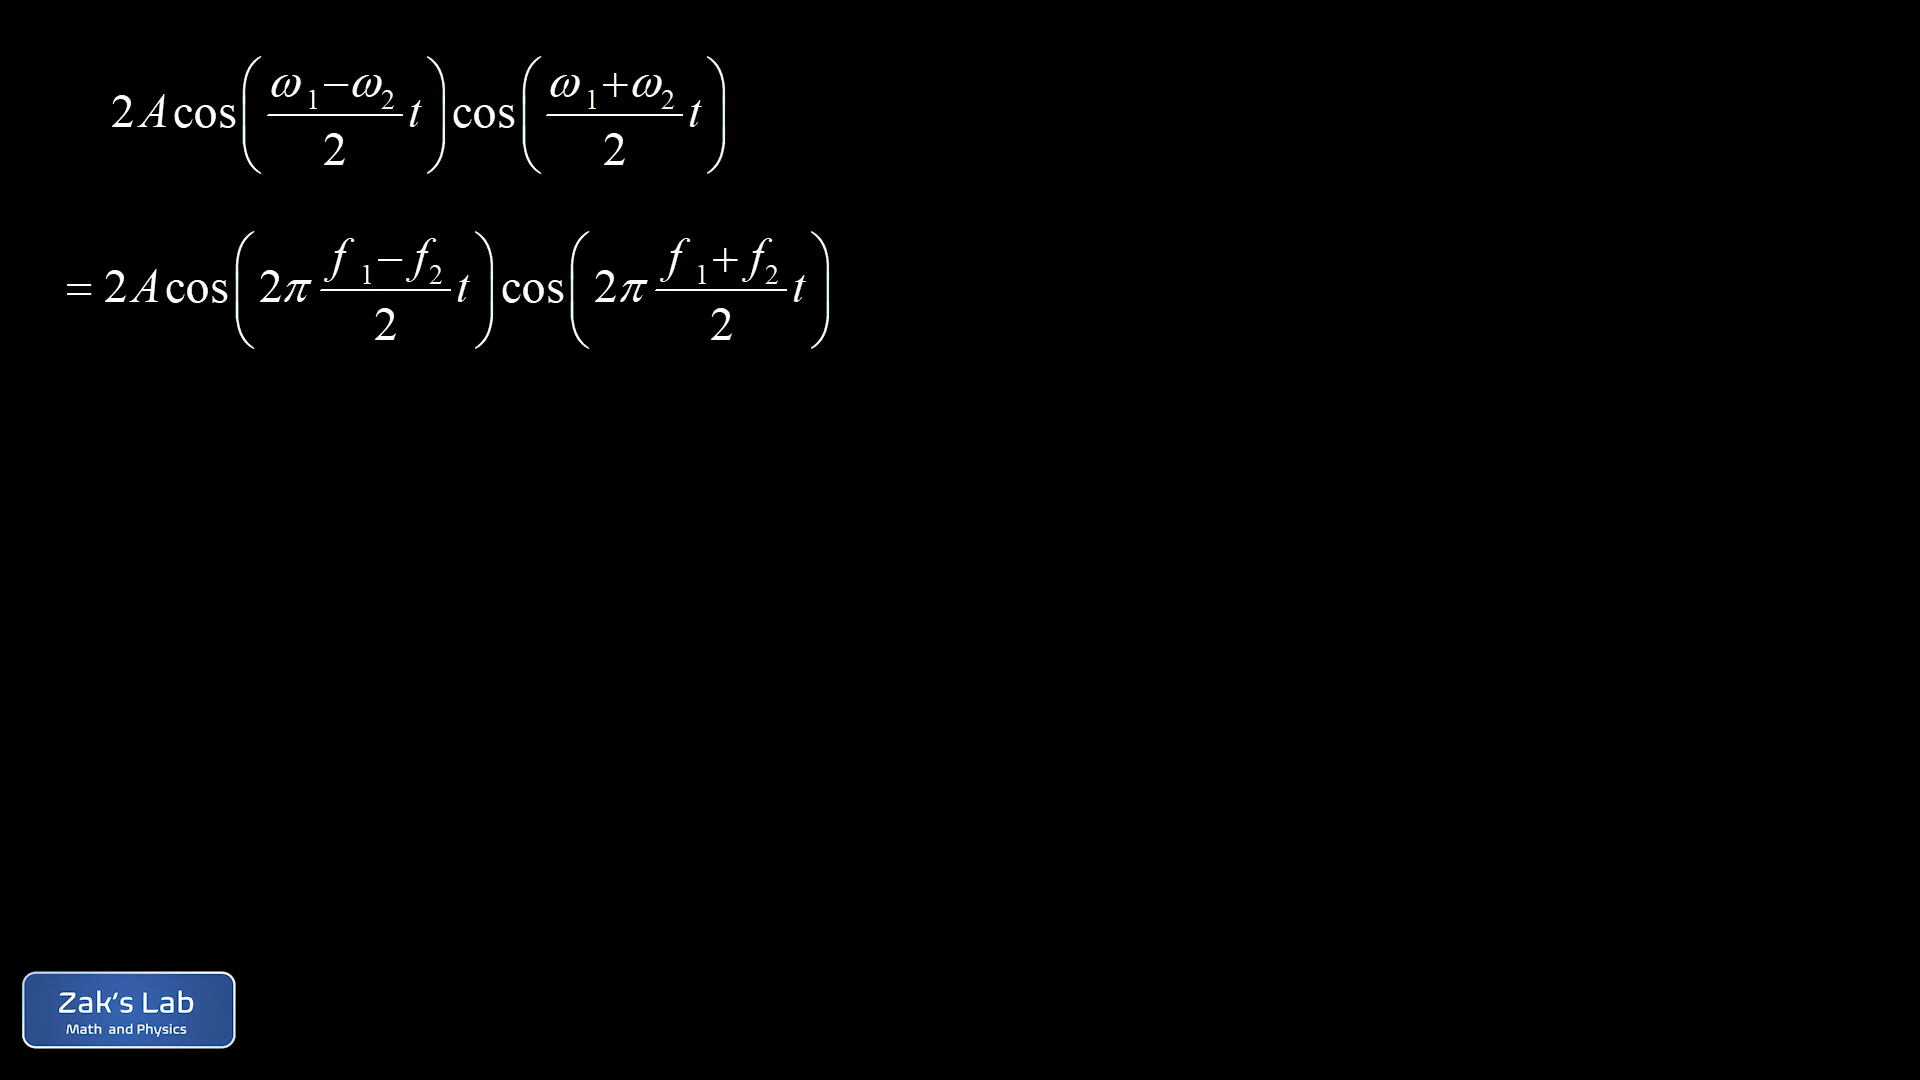 2A cos((ω₁−ω₂)/2 t) cos((ω₁+ω₂)/2 t)
= 2A cos(2π (f₁−f₂)/2 t) cos(2π (f₁+f₂)/2 t)
Zak's Lab
Math and Physics